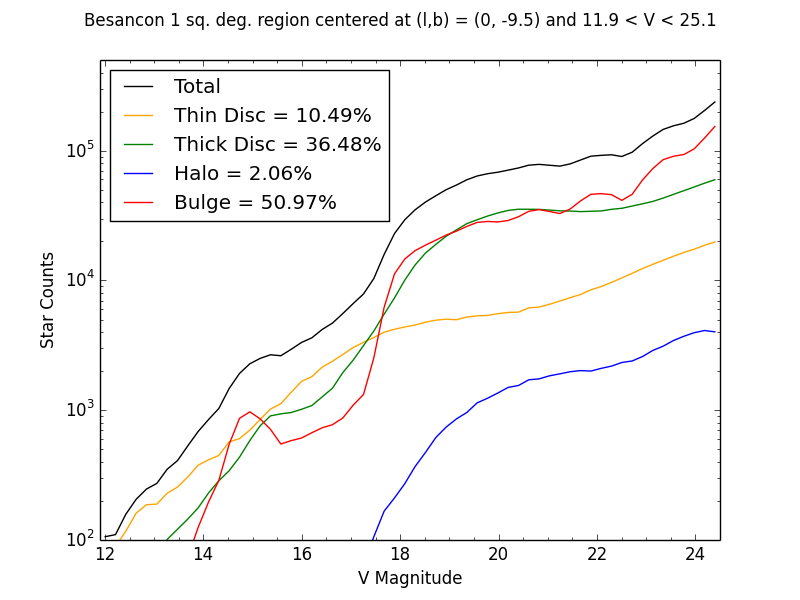 Besancon 1 sq. deg. region centered at (l,b) = (0, -9.5) and 11.9 < V < 25.1
Total
Thin Disc = 10.49%
Thick Disc = 36.48%
Halo = 2.06%
Bulge = 50.97%
Star Counts
10^5
10^4
10^3
10^2
12 14 16 18 20 22 24
V Magnitude